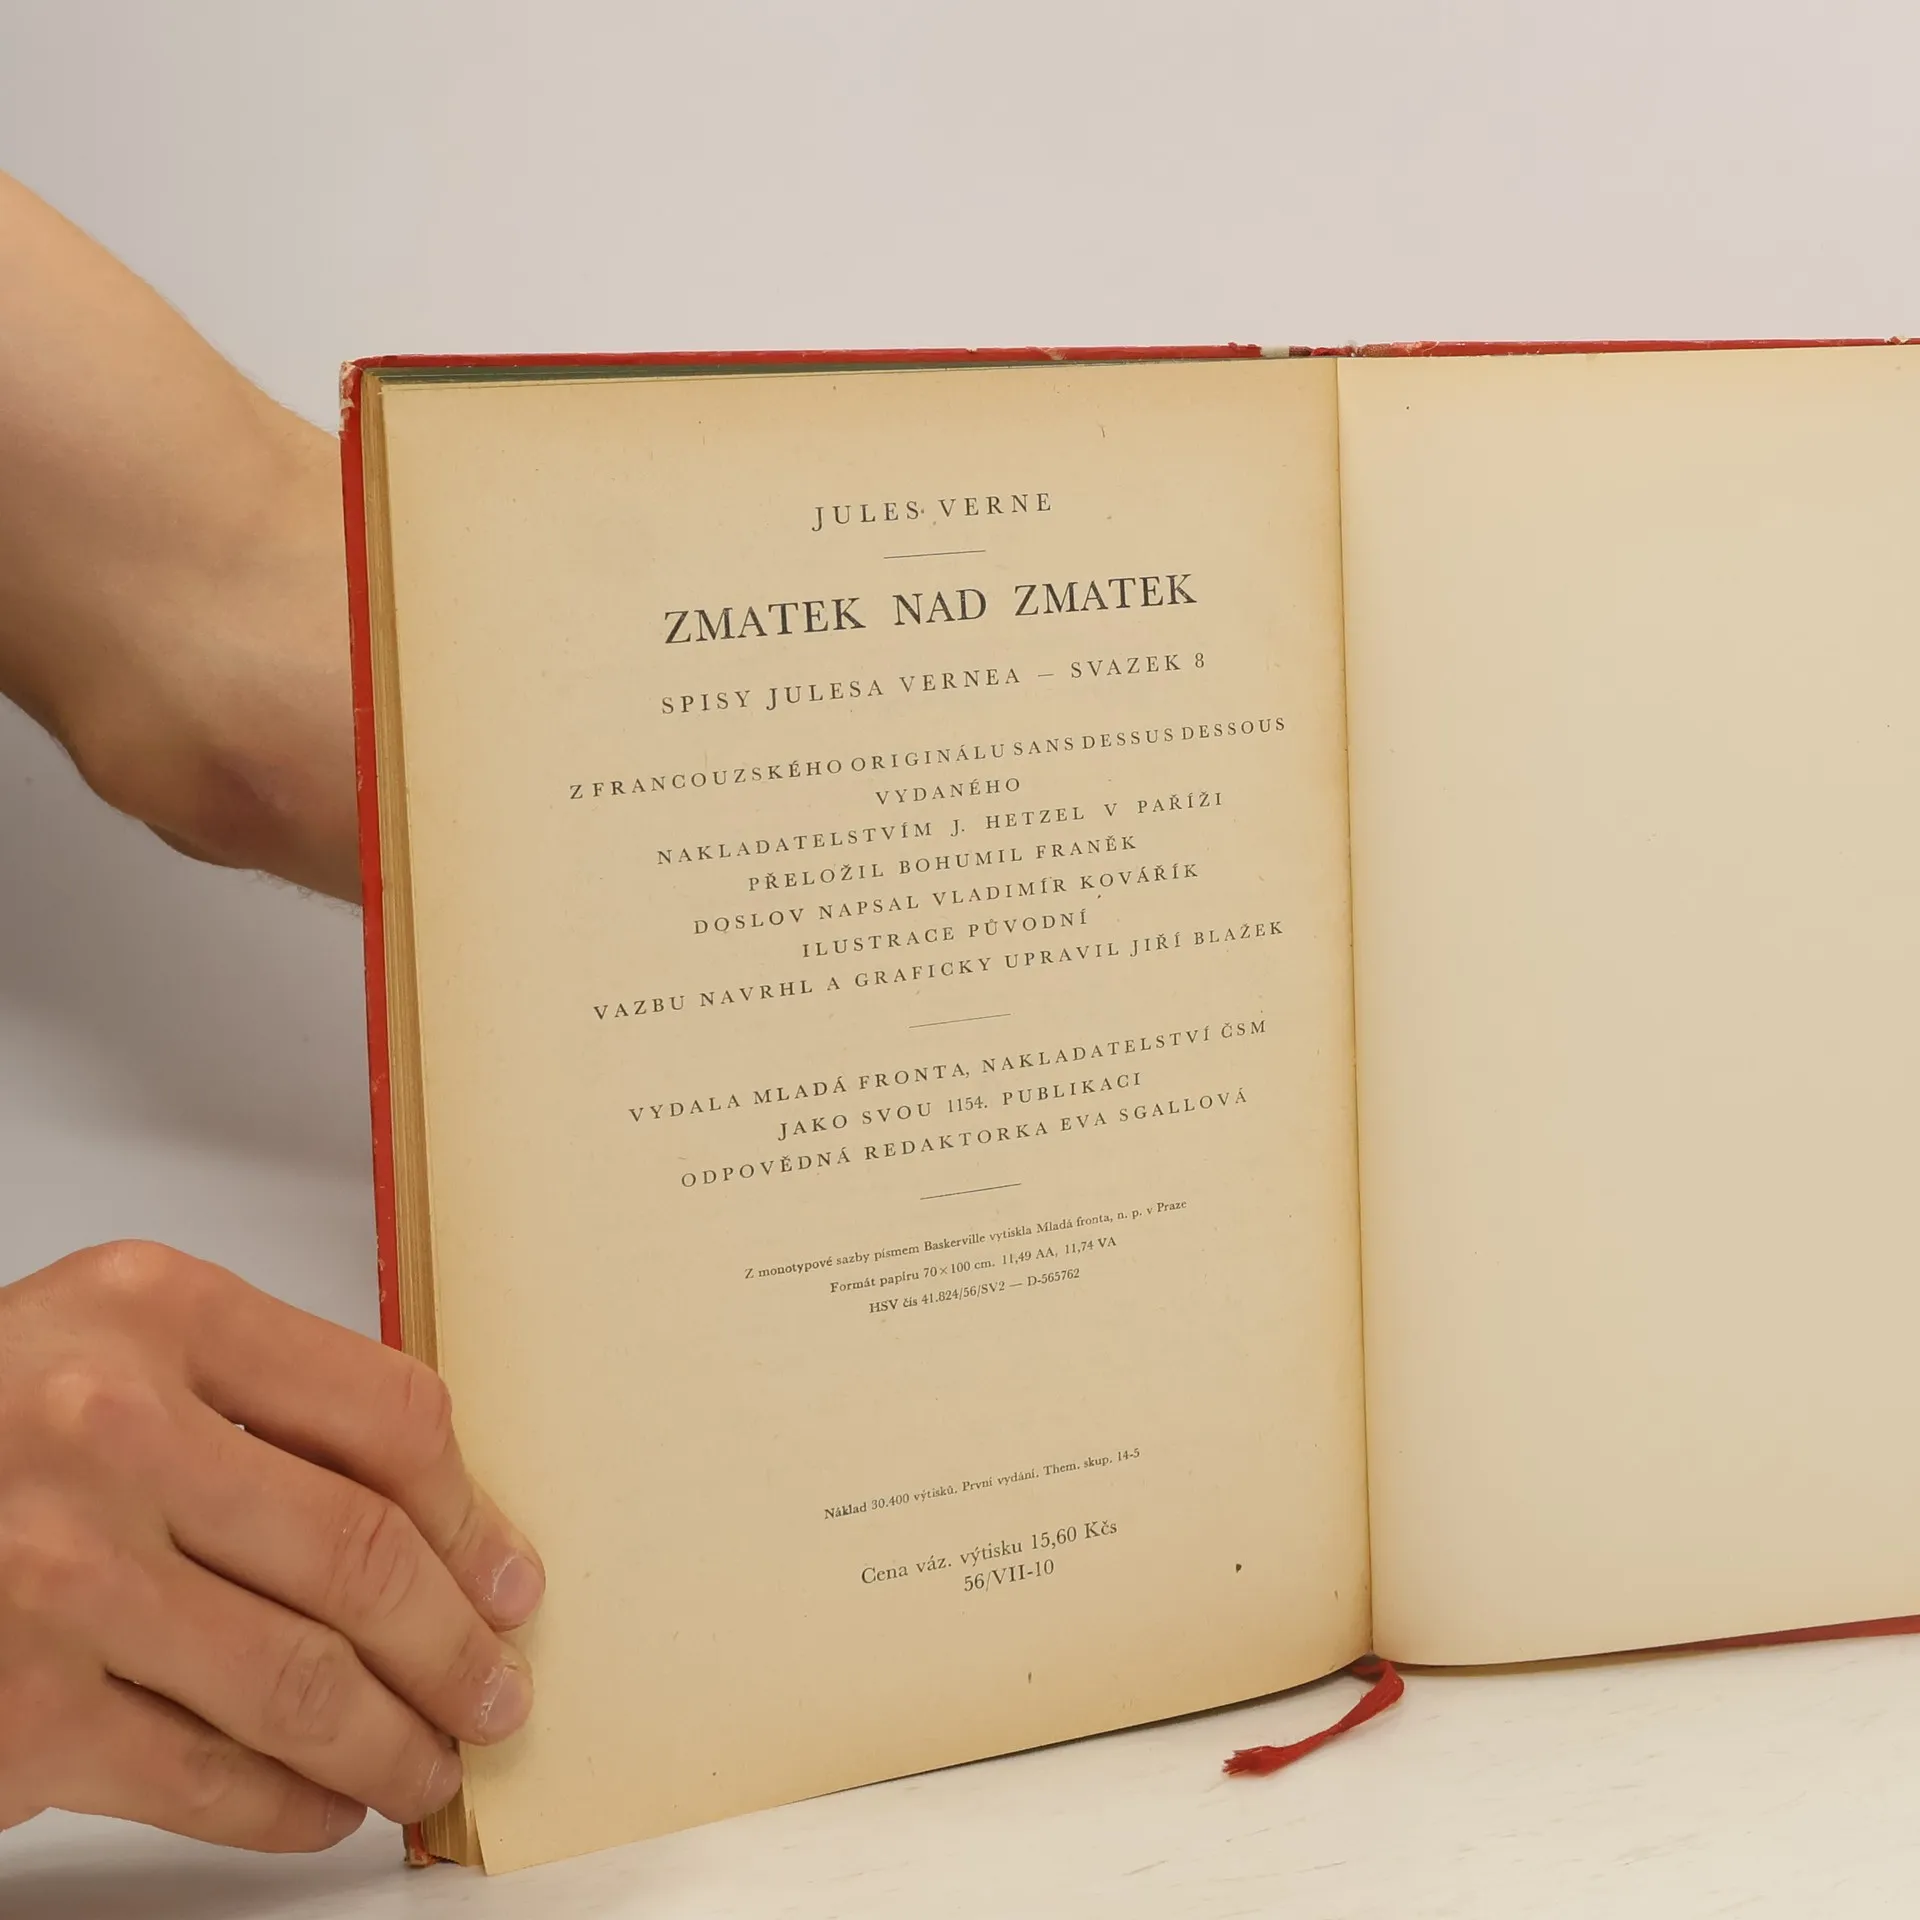 JULES VERNE
ZMATEK NAD ZMATEK
SPISY JULESA VERNEA – SVAZEK 8
Z FRANCOUZSKÉHO ORIGINÁLU SANS DESSUS DESSOUS
VYDANÉHO
NAKLADATELSTVÍM J. HETZEL V PAŘÍŽI
PŘELOŽIL BOHUMIL FRANĚK
DOSLOV NAPSAL VLADIMÍR KOVÁŘÍK
ILUSTRACE PŮVODNÍ
VAZBU NAVRHL A GRAFICKY UPRAVIL JIŘÍ BLAŽEK
VYDALA MLADÁ FRONTA, NAKLADATELSTVÍ ČSM
JAKO SVOU 1154. PUBLIKACI
ODPOVĚDNÁ REDAKTORKA EVA SGALLOVÁ
Z monotypové sazby písmem Baskerville vytiskla Mladá fronta, n. p. v Praze
Formát papíru 70×100 cm. 11,49 AA, 11,74 VA
HSV čís 41.824/56/SV2 — D-565762
Náklad 30.400 výtisků. První vydání. Them. skup. 14-5
Cena váz. výtisku 15,60 Kčs
56/VII-10